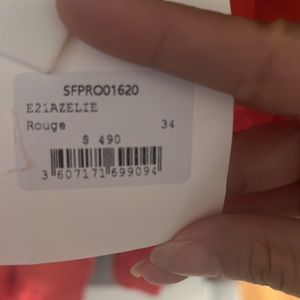 SFPRO01620
E21AZELIE
Rouge 34
$ 490
3 607171 699094